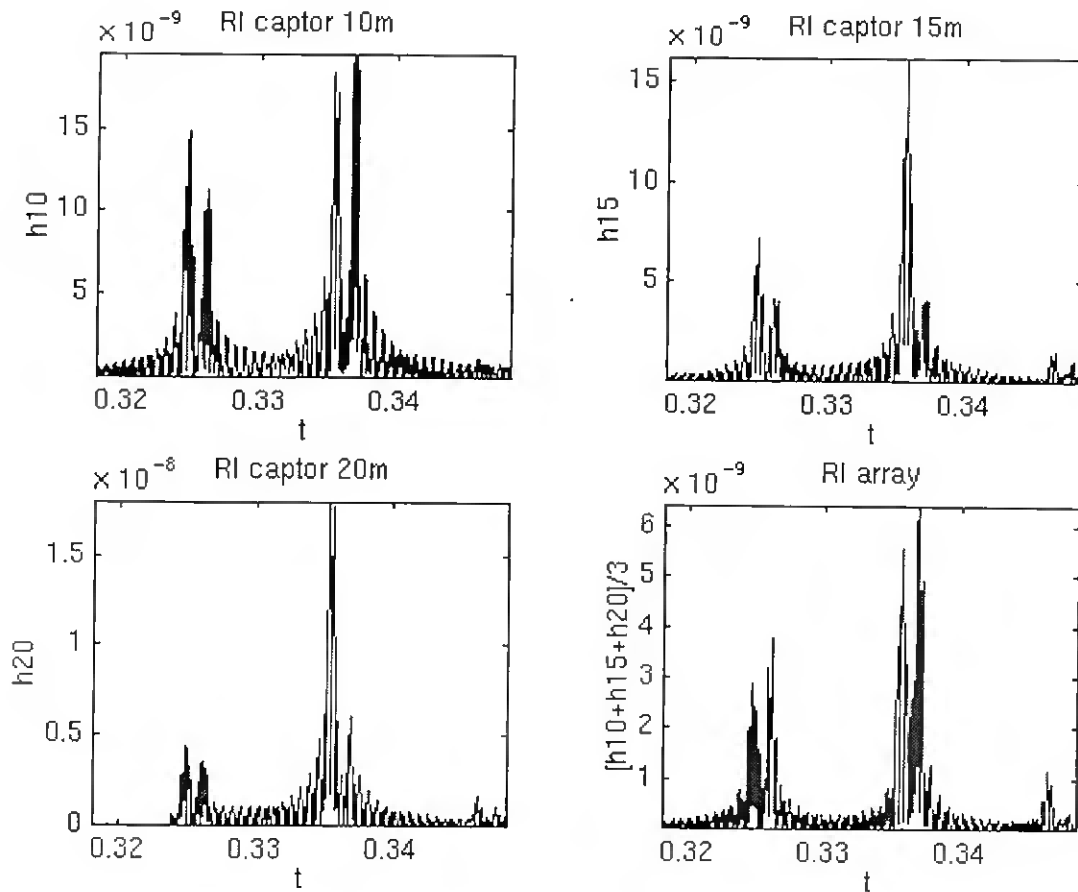 × 10⁻⁹ RI captor 10m
15
10
5
h10
0.32 0.33 0.34
t
× 10⁻⁹ RI captor 15m
15
10
5
h15
0.32 0.33 0.34
t
× 10⁻⁸ RI captor 20m
1.5
1
0.5
0
h20
0.32 0.33 0.34
t
× 10⁻⁹ RI array
6
5
4
3
2
1
[h10+h15+h20]/3
0.32 0.33 0.34
t